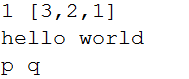 1 [3,2,1]
hello world
p q